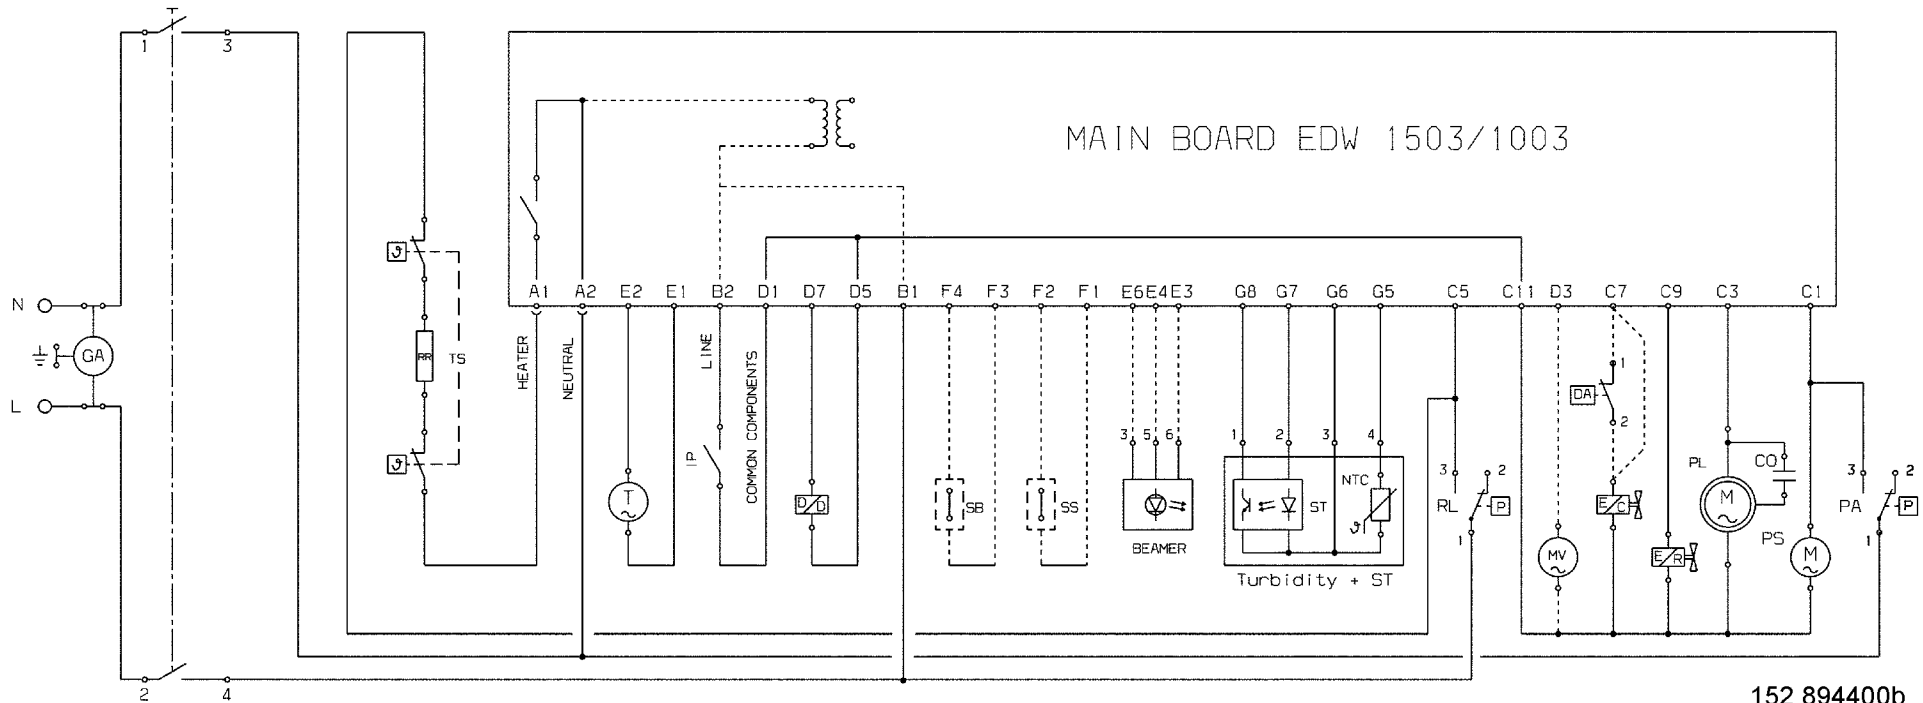 1 3
MAIN BOARD EDW 1503/1003
N
GA
L
ϑ
RR TS
ϑ
A1 A2 E2 E1 B2 D1 D7 D5 B1 F4 F3 F2 F1 E6 E4 E3 G8 G7 G6 G5 C5 C11 D3 C7 C9 C3 C1
HEATER
NEUTRAL
LINE
COMMON COMPONENTS
IP
T
D D
SB
SS
3 5 6
BEAMER
1 2 3 4
NTC
ST
ϑ
Turbidity + ST
3 2
RL P
1
1
DA
2
E C
MV
E R
PL CO
M
PS
M
3 2
PA P
1
2 4
152 894400b